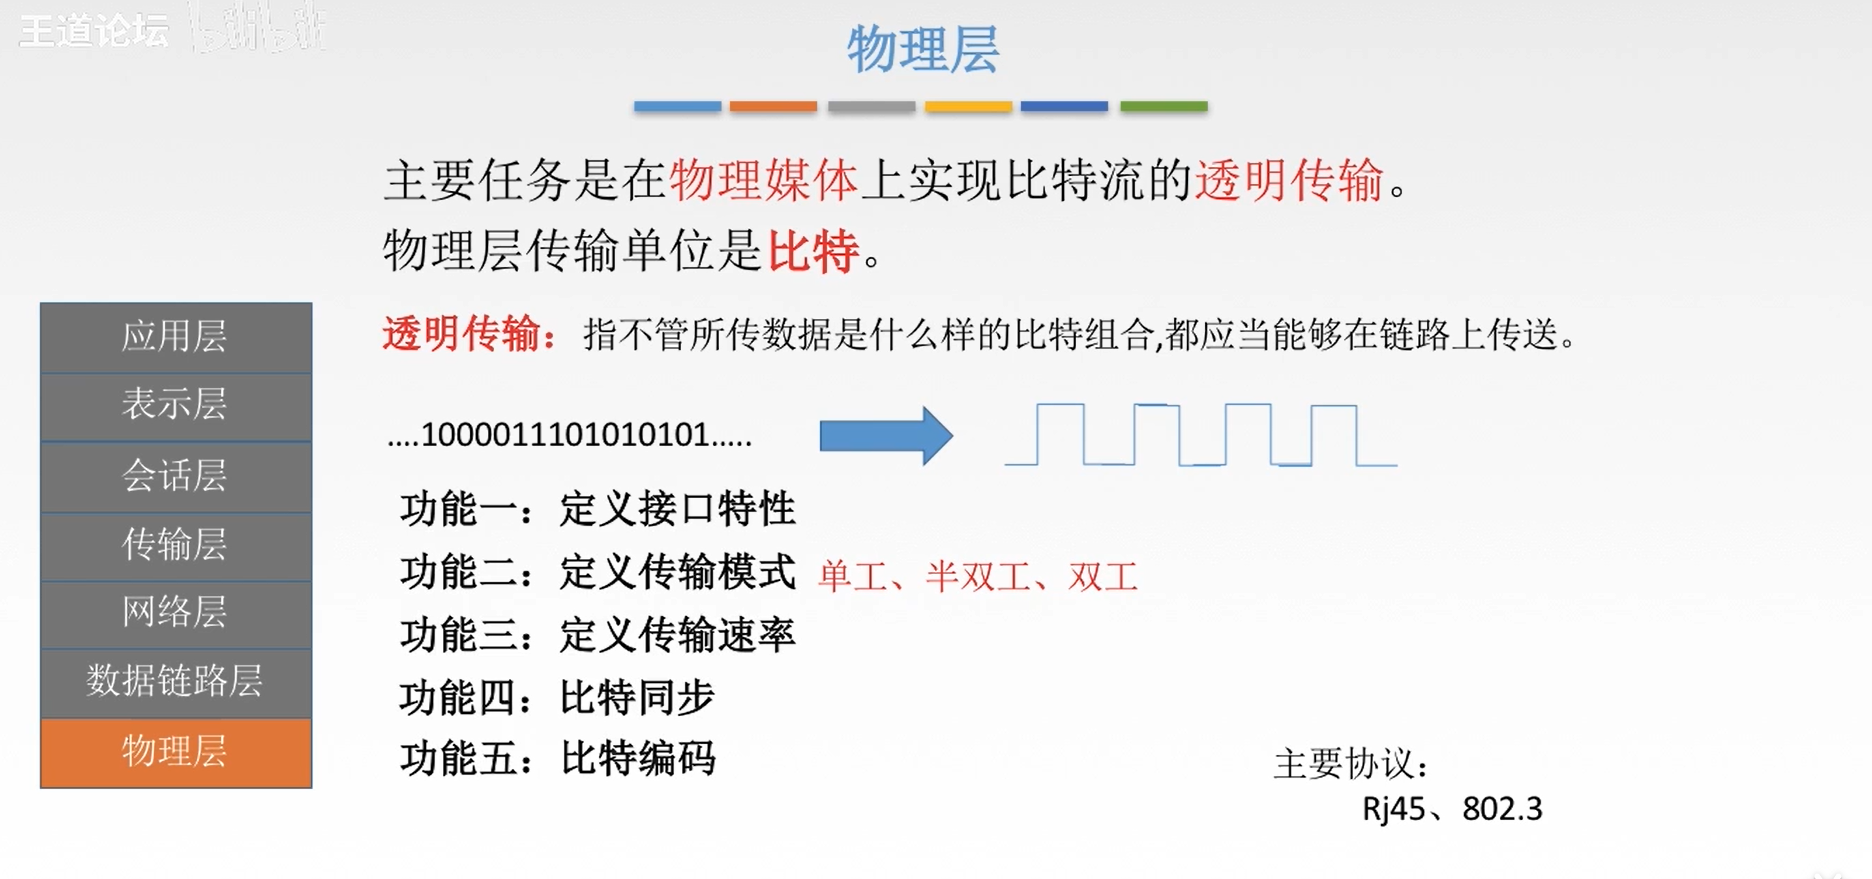 王道论坛 bilibili
物理层
主要任务是在物理媒体上实现比特流的透明传输。
物理层传输单位是比特。
透明传输：指不管所传数据是什么样的比特组合,都应当能够在链路上传送。
....1000011101010101.....
功能一：定义接口特性
功能二：定义传输模式 单工、半双工、双工
功能三：定义传输速率
功能四：比特同步
功能五：比特编码
应用层
表示层
会话层
传输层
网络层
数据链路层
物理层
主要协议：
Rj45、802.3